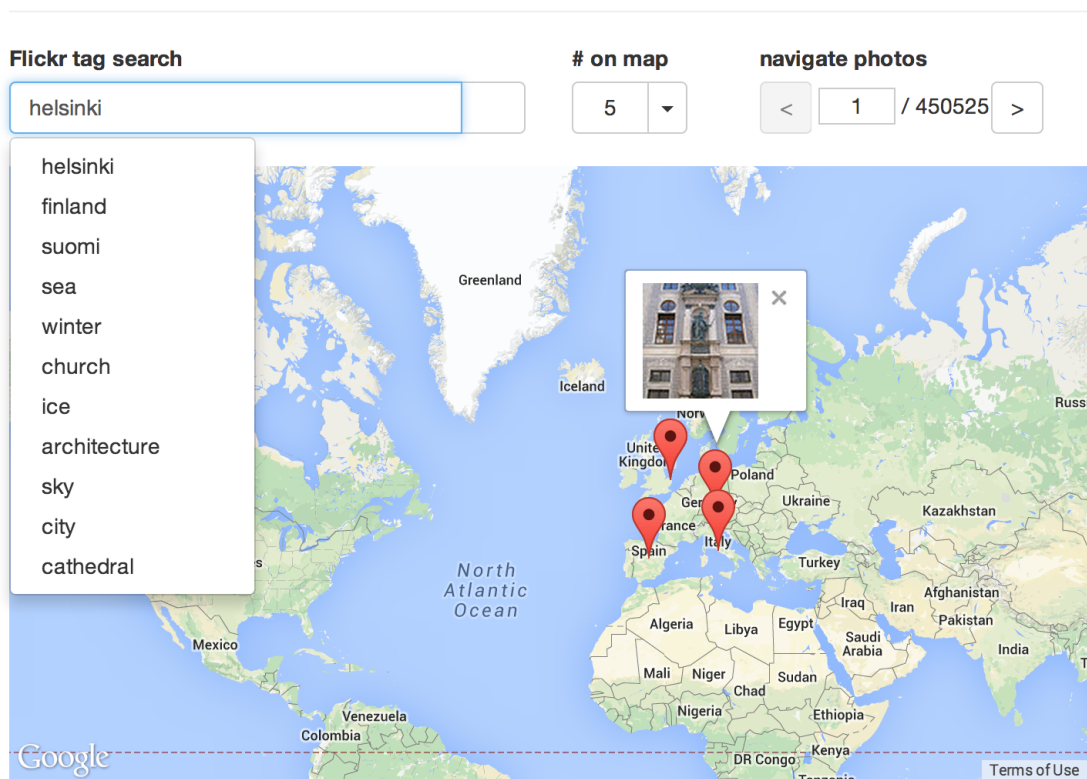 Flickr tag search
# on map
navigate photos
helsinki
5
<
1
/ 450525
>
helsinki
finland
suomi
sea
winter
church
ice
architecture
sky
city
cathedral
Greenland
Iceland
Russ
Norv
United
Kingdom
Poland
Ukraine
Kazakhstan
France
Spain
Italy
Turkey
Afghanistan
Iraq
Iran
Pakistan
North
Atlantic
Ocean
Algeria
Libya
Egypt
Saudi
Arabia
India
Mexico
Mali
Niger
Sudan
Chad
Nigeria
Ethiopia
Venezuela
Colombia
Kenya
DR Congo
Tanzania
Google
Terms of Use